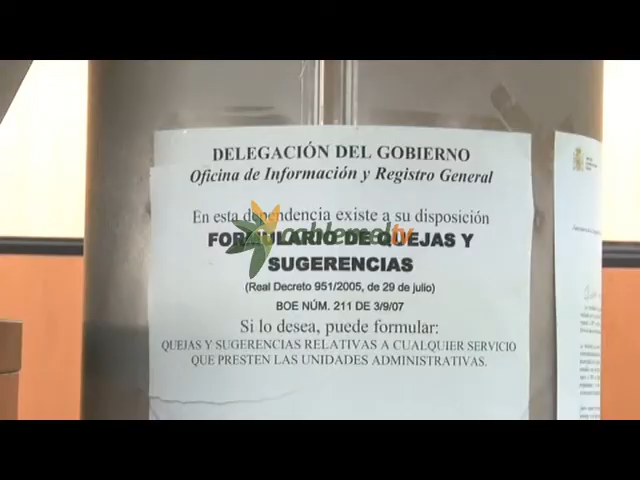 DELEGACIÓN DEL GOBIERNO
Oficina de Información y Registro General
En esta dependencia existe a su disposición
FORMULARIO DE QUEJAS Y
SUGERENCIAS
(Real Decreto 951/2005, de 29 de julio)
BOE NÚM. 211 DE 3/9/07
Si lo desea, puede formular:
QUEJAS Y SUGERENCIAS RELATIVAS A CUALQUIER SERVICIO
QUE PRESTEN LAS UNIDADES ADMINISTRATIVAS.
cablemeltv